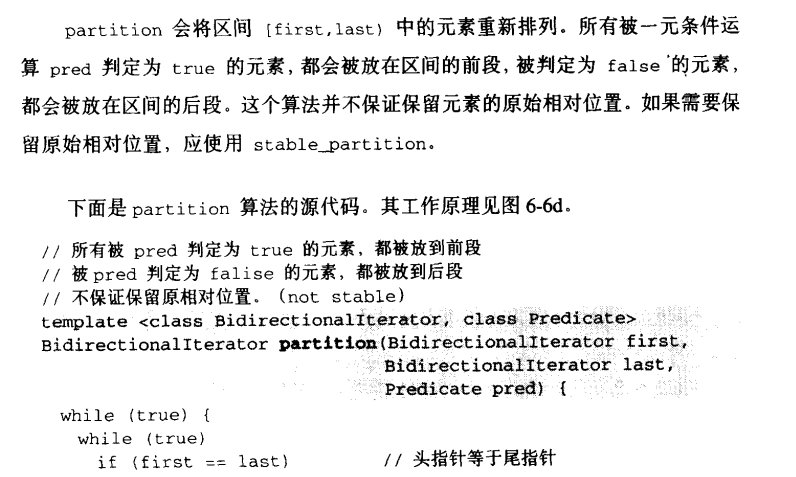 partition 会将区间 [first,last) 中的元素重新排列。所有被一元条件运
算 pred 判定为 true 的元素，都会被放在区间的前段，被判定为 false 的元素，
都会被放在区间的后段。这个算法并不保证保留元素的原始相对位置。如果需要保
留原始相对位置，应使用 stable_partition。
下面是 partition 算法的源代码。其工作原理见图 6-6d。
// 所有被 pred 判定为 true 的元素，都被放到前段
// 被 pred 判定为 falise 的元素，都被放到后段
// 不保证保留原相对位置。(not stable)
template <class BidirectionalIterator, class Predicate>
BidirectionalIterator partition(BidirectionalIterator first,
BidirectionalIterator last,
Predicate pred) {
while (true) {
while (true)
if (first == last) // 头指针等于尾指针